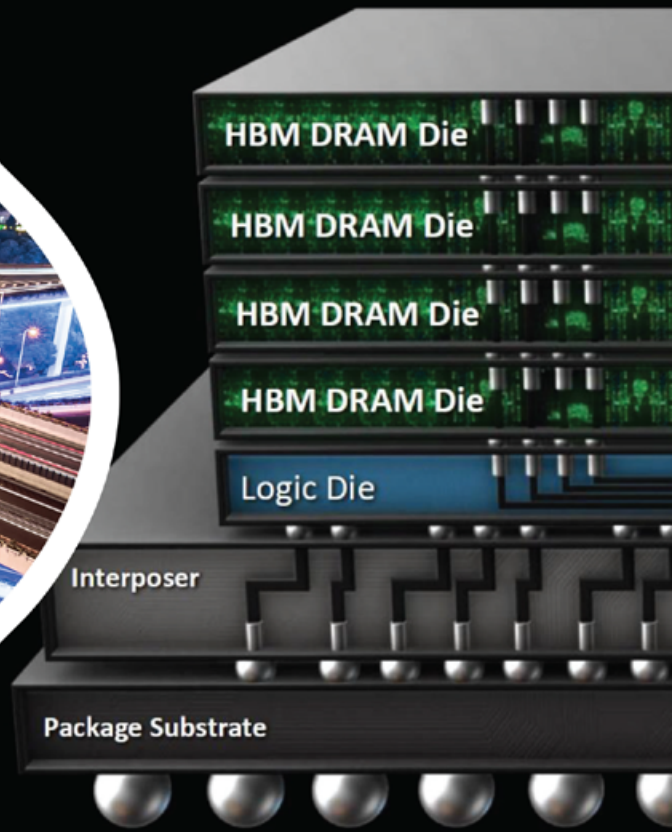 HBM DRAM Die
HBM DRAM Die
HBM DRAM Die
HBM DRAM Die
Logic Die
Interposer
Package Substrate